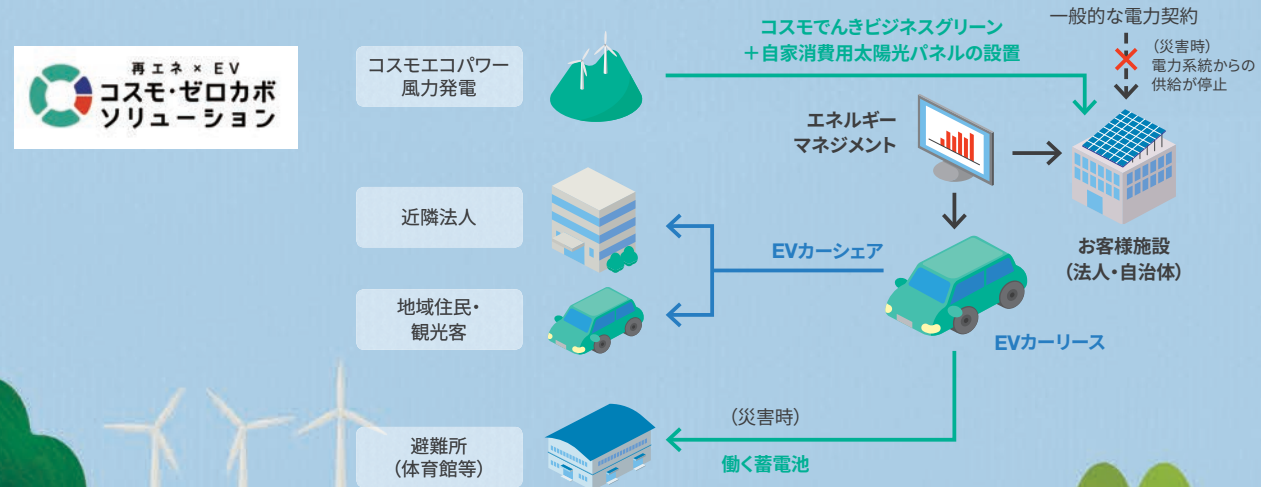 再エネ × EV
コスモ・ゼロカボ
ソリューション
コスモエコパワー
風力発電
コスモでんきビジネスグリーン
＋自家消費用太陽光パネルの設置
一般的な電力契約
（災害時）
電力系統からの
供給が停止
エネルギー
マネジメント
お客様施設
（法人・自治体）
近隣法人
EVカーシェア
地域住民・
観光客
EVカーリース
避難所
（体育館等）
（災害時）
働く蓄電池